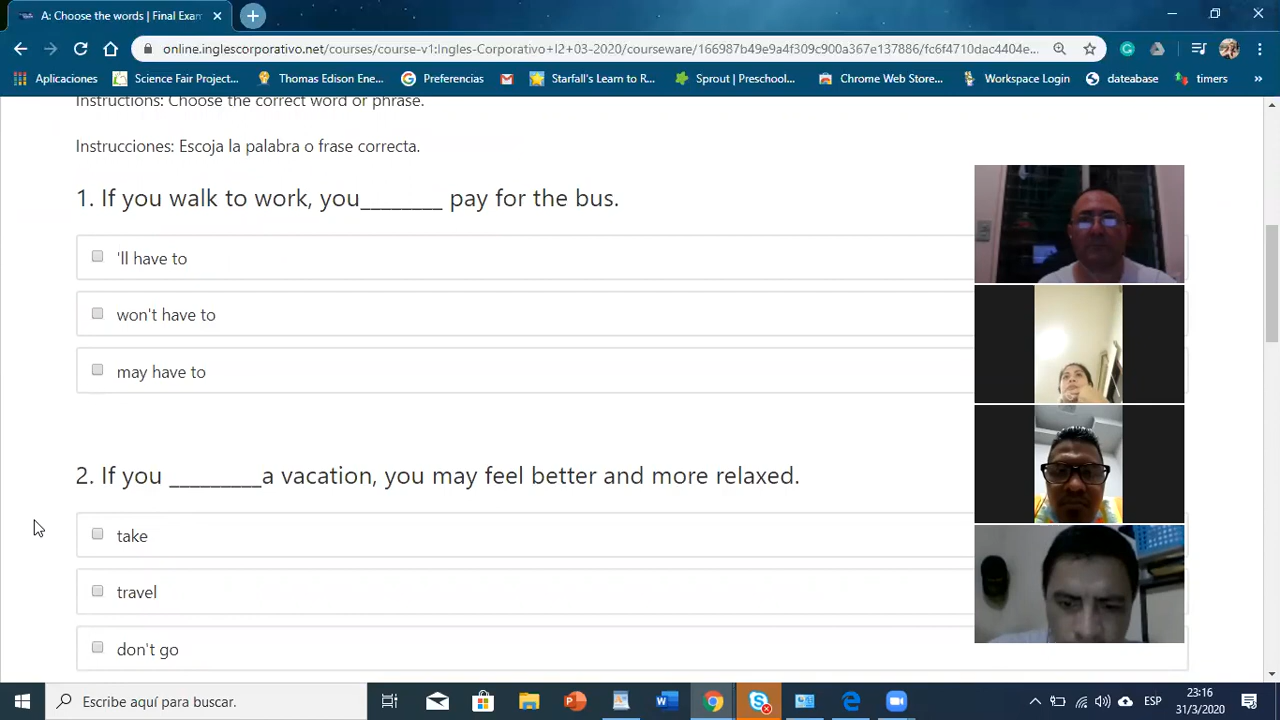 A: Choose the words | Final Exam
online.inglescorporativo.net/courses/course-v1:Ingles-Corporativo+I2+03-2020/courseware/166987b49e9a4f309c900a367e137886/fc6f4710dac4404e...
Aplicaciones Science Fair Project... Thomas Edison Ene... Preferencias Starfall's Learn to R... Sprout | Preschool... Chrome Web Store... Workspace Login dateabase timers
Instructions: Choose the correct word or phrase.
Instrucciones: Escoja la palabra o frase correcta.
1. If you walk to work, you________ pay for the bus.
'll have to
won't have to
may have to
2. If you _________a vacation, you may feel better and more relaxed.
take
travel
don't go
Escribe aquí para buscar.
ESP
23:16
31/3/2020